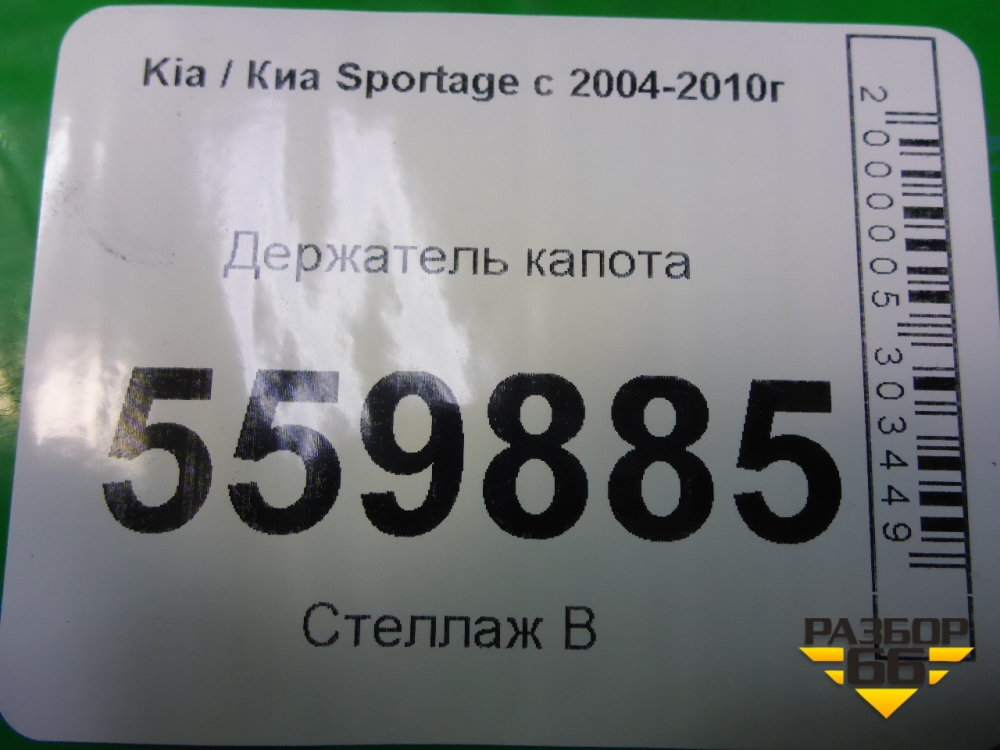 Kia / Киа Sportage с 2004-2010г
Держатель капота
559885
Стеллаж В
2000005303449
РАЗБОР
66